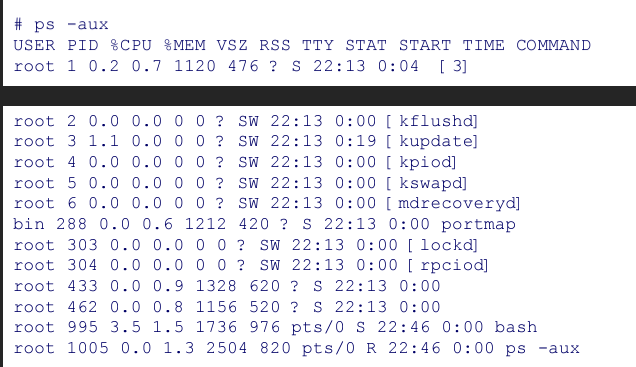 # ps -aux
USER PID %CPU %MEM VSZ RSS TTY STAT START TIME COMMAND
root 1 0.2 0.7 1120 476 ? S 22:13 0:04 [ 3]
root 2 0.0 0.0 0 0 ? SW 22:13 0:00 [ kflushd]
root 3 1.1 0.0 0 0 ? SW 22:13 0:19 [ kupdate]
root 4 0.0 0.0 0 0 ? SW 22:13 0:00 [ kpiod]
root 5 0.0 0.0 0 0 ? SW 22:13 0:00 [ kswapd]
root 6 0.0 0.0 0 0 ? SW 22:13 0:00 [ mdrecoveryd]
bin 288 0.0 0.6 1212 420 ? S 22:13 0:00 portmap
root 303 0.0 0.0 0 0 ? SW 22:13 0:00 [ lockd]
root 304 0.0 0.0 0 0 ? SW 22:13 0:00 [ rpciod]
root 433 0.0 0.9 1328 620 ? S 22:13 0:00
root 462 0.0 0.8 1156 520 ? S 22:13 0:00
root 995 3.5 1.5 1736 976 pts/0 S 22:46 0:00 bash
root 1005 0.0 1.3 2504 820 pts/0 R 22:46 0:00 ps -aux